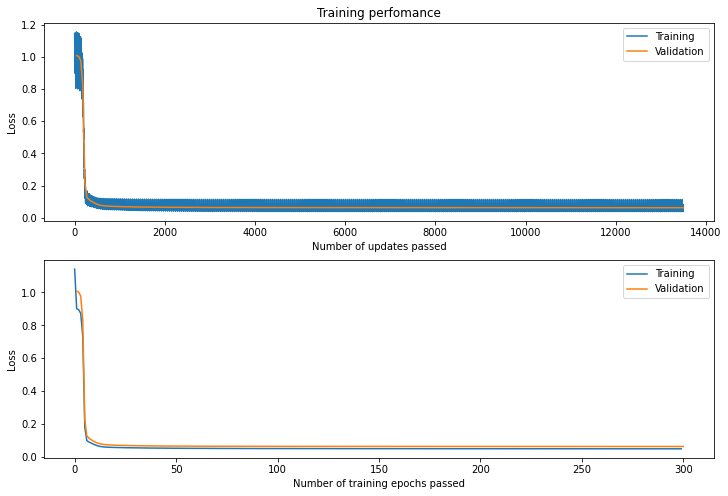 Training perfomance
1.2
1.0
0.8
0.6
0.4
0.2
0.0
Loss
Training
Validation
0 2000 4000 6000 8000 10000 12000 14000
Number of updates passed
1.0
0.8
0.6
0.4
0.2
0.0
Loss
Training
Validation
0 50 100 150 200 250 300
Number of training epochs passed